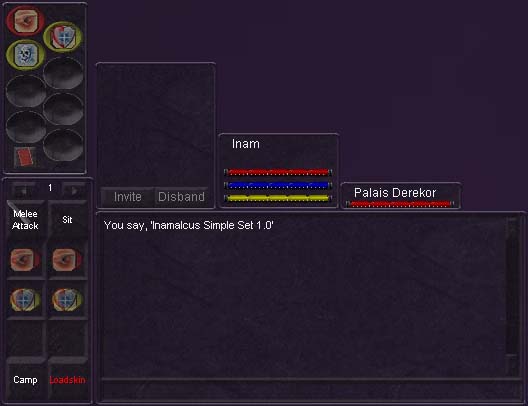 Inam
Invite Disband
Palais Derekor
1
Melee
Attack
Sit
You say, 'Inamalcus Simple Set 1.0'
Camp
Loadskin